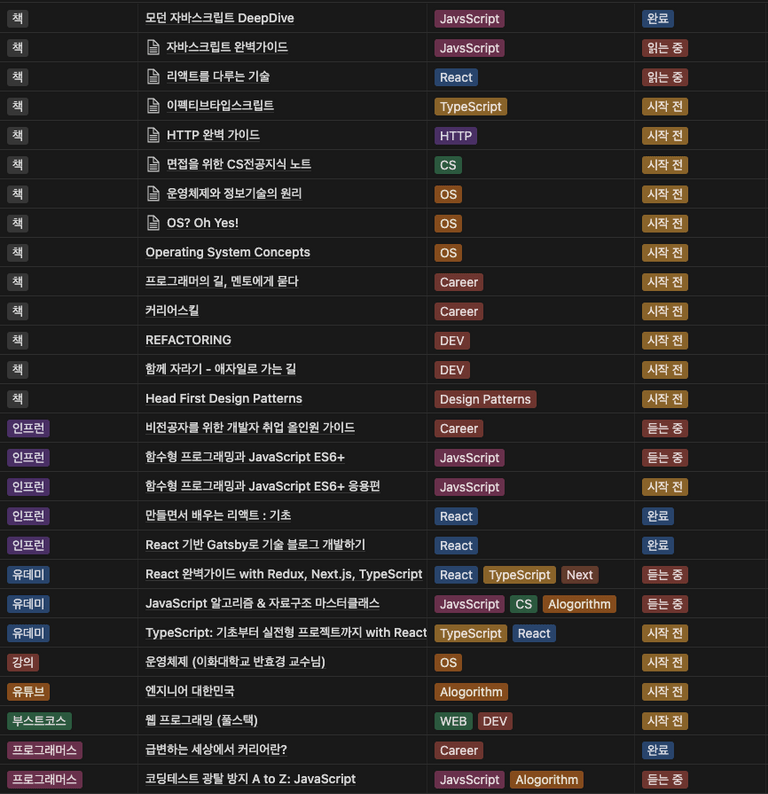 책 모던 자바스크립트 DeepDive JavsScript 완료
책 자바스크립트 완벽가이드 JavsScript 읽는 중
책 리액트를 다루는 기술 React 읽는 중
책 이펙티브타입스크립트 TypeScript 시작 전
책 HTTP 완벽 가이드 HTTP 시작 전
책 면접을 위한 CS전공지식 노트 CS 시작 전
책 운영체제와 정보기술의 원리 OS 시작 전
책 OS? Oh Yes! OS 시작 전
책 Operating System Concepts OS 시작 전
책 프로그래머의 길, 멘토에게 묻다 Career 시작 전
책 커리어스킬 Career 시작 전
책 REFACTORING DEV 시작 전
책 함께 자라기 - 애자일로 가는 길 DEV 시작 전
책 Head First Design Patterns Design Patterns 시작 전
인프런 비전공자를 위한 개발자 취업 올인원 가이드 Career 듣는 중
인프런 함수형 프로그래밍과 JavaScript ES6+ JavsScript 듣는 중
인프런 함수형 프로그래밍과 JavaScript ES6+ 응용편 JavsScript 시작 전
인프런 만들면서 배우는 리액트 : 기초 React 완료
인프런 React 기반 Gatsby로 기술 블로그 개발하기 React 완료
유데미 React 완벽가이드 with Redux, Next.js, TypeScript React TypeScript Next 듣는 중
유데미 JavaScript 알고리즘 & 자료구조 마스터클래스 JavsScript CS Alogorithm 듣는 중
유데미 TypeScript: 기초부터 실전형 프로젝트까지 with React TypeScript React 시작 전
강의 운영체제 (이화대학교 반효경 교수님) OS 시작 전
유튜브 엔지니어 대한민국 Alogorithm 시작 전
부스트코스 웹 프로그래밍 (풀스택) WEB DEV 시작 전
프로그래머스 급변하는 세상에서 커리어란? Career 완료
프로그래머스 코딩테스트 광탈 방지 A to Z: JavaScript JavsScript Alogorithm 듣는 중